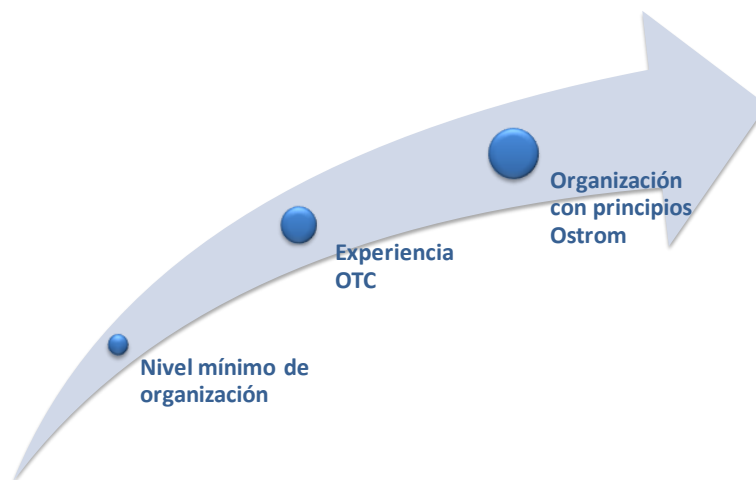 Organización
con principios
Ostrom
Experiencia
OTC
Nivel mínimo de
organización